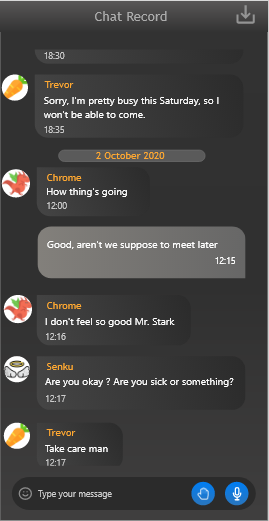 Chat Record
18:30
Trevor
Sorry, I'm pretty busy this Saturday, so I
won't be able to come.
18:35
2 October 2020
Chrome
How thing's going
12:00
Good, aren't we suppose to meet later
12:15
Chrome
I don't feel so good Mr. Stark
12:16
Senku
Are you okay ? Are you sick or something?
12:17
Trevor
Take care man
12:17
Type your message